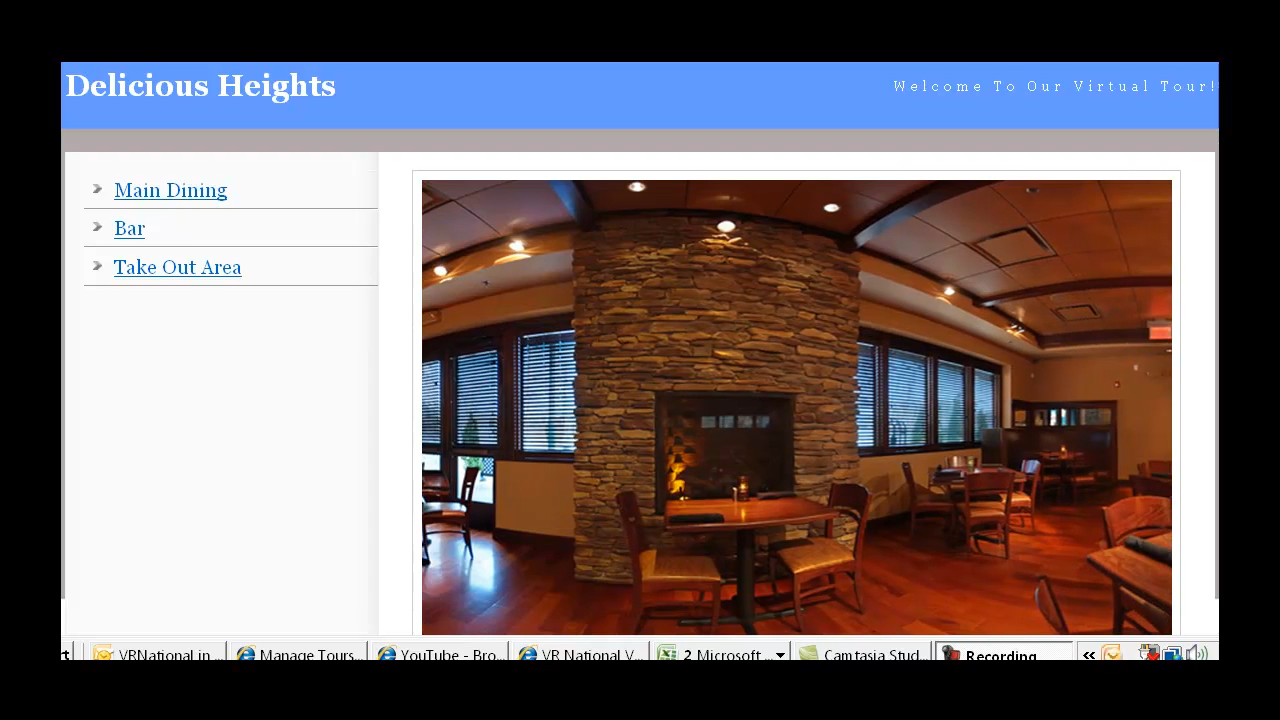 Delicious Heights
Welcome To Our Virtual Tour!
Main Dining
Bar
Take Out Area
VRNational in ...
Manage Tours...
YouTube - Bro...
VR National V...
2 Microsoft ...
Camtasia Stud...
Recording...